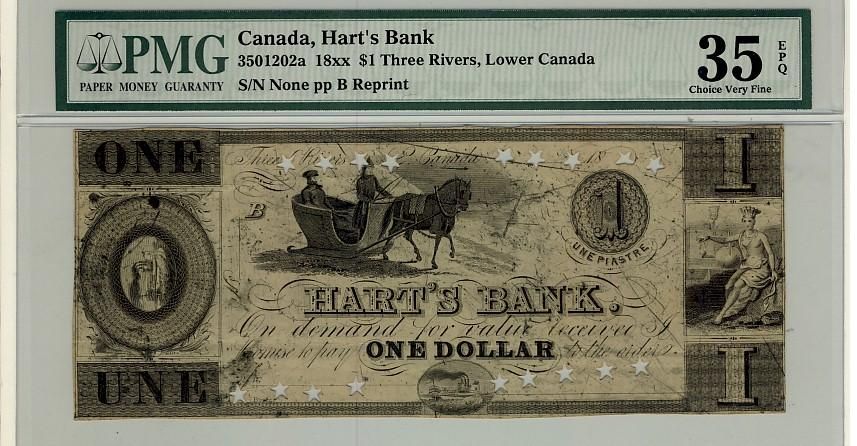 PMG
PAPER MONEY GUARANTY
Canada, Hart's Bank
3501202a 18xx $1 Three Rivers, Lower Canada
S/N None pp B Reprint
35 EPQ
Choice Very Fine
ONE
Three Rivers Canada 18
I
B
1
UNE PIASTRE
HART'S BANK.
On demand for value received I
promise to pay ONE DOLLAR to the order
UNE
I